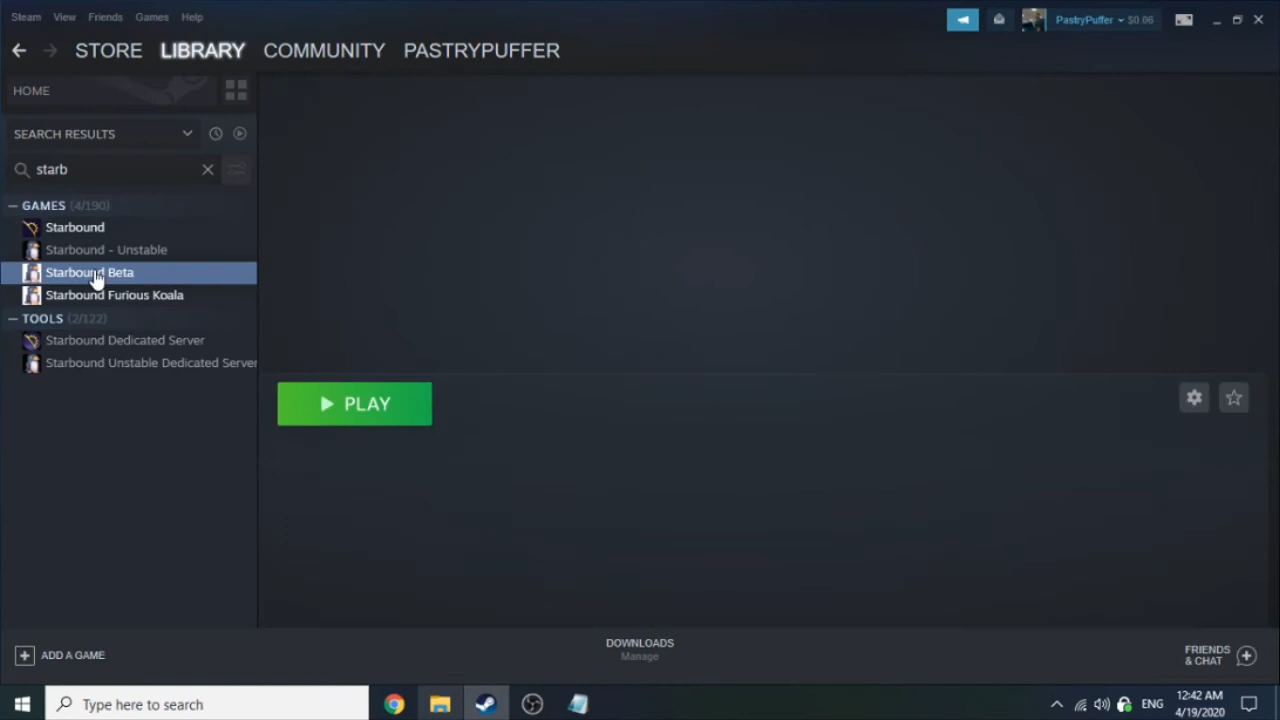 Steam View Friends Games Help
PastryPuffer $0.06
STORE LIBRARY COMMUNITY PASTRYPUFFER
HOME
SEARCH RESULTS
starb
GAMES (4/190)
Starbound
Starbound - Unstable
Starbound Beta
Starbound Furious Koala
TOOLS (2/122)
Starbound Dedicated Server
Starbound Unstable Dedicated Server
PLAY
ADD A GAME
DOWNLOADS
Manage
FRIENDS
& CHAT
Type here to search
ENG
12:42 AM
4/19/2020